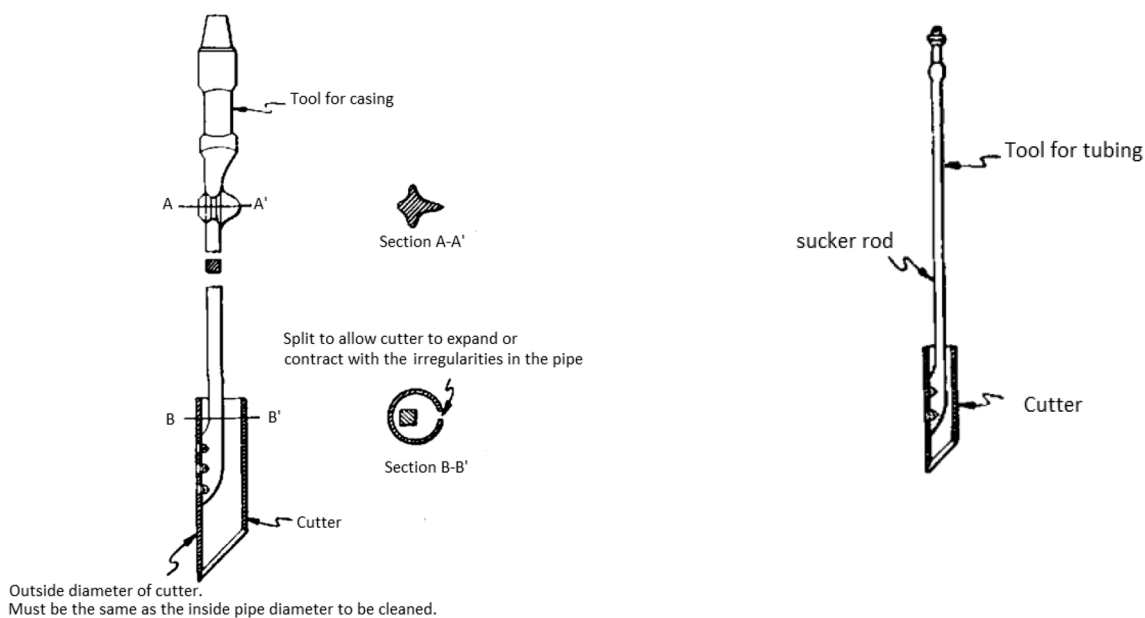 Tool for casing
A
A'
Section A-A'
Split to allow cutter to expand or
contract with the irregularities in the pipe
B
B'
Section B-B'
Cutter
Outside diameter of cutter.
Must be the same as the inside pipe diameter to be cleaned.
Tool for tubing
sucker rod
Cutter